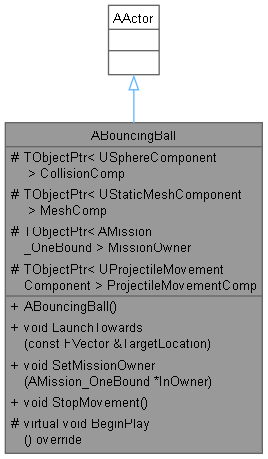 AActor
ABouncingBall
# TObjectPtr< USphereComponent
> CollisionComp
# TObjectPtr< UStaticMeshComponent
> MeshComp
# TObjectPtr< AMission
_OneBound > MissionOwner
# TObjectPtr< UProjectileMovement
Component > ProjectileMovementComp
+ ABouncingBall()
+ void LaunchTowards
(const FVector &TargetLocation)
+ void SetMissionOwner
(AMission_OneBound *InOwner)
+ void StopMovement()
# virtual void BeginPlay
() override